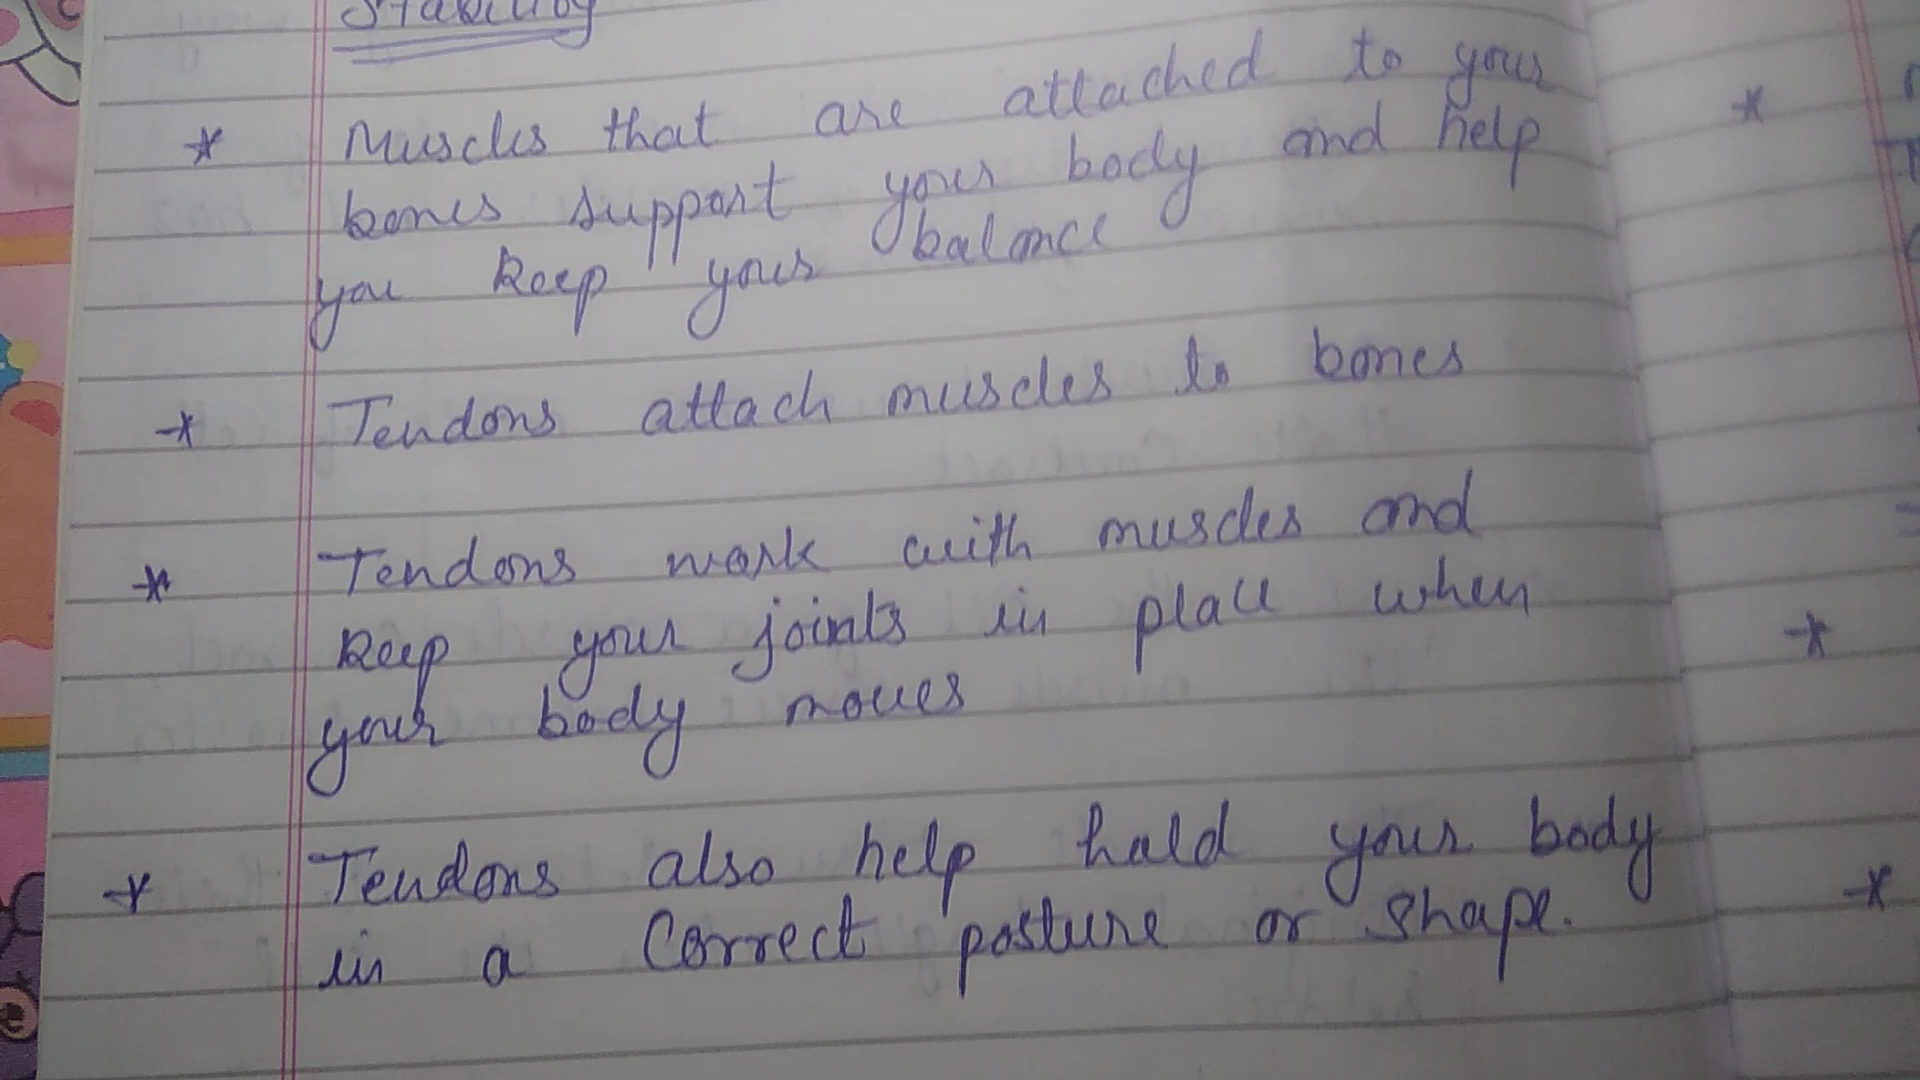 Stability
* Muscles that are attached to your
bones support your body and help
you keep your balance
* Tendons attach muscles to bones
* Tendons work with muscles and
keep your joints in place when
your body moves
* Tendons also help hold your body
in a correct posture or shape.
*
*
*